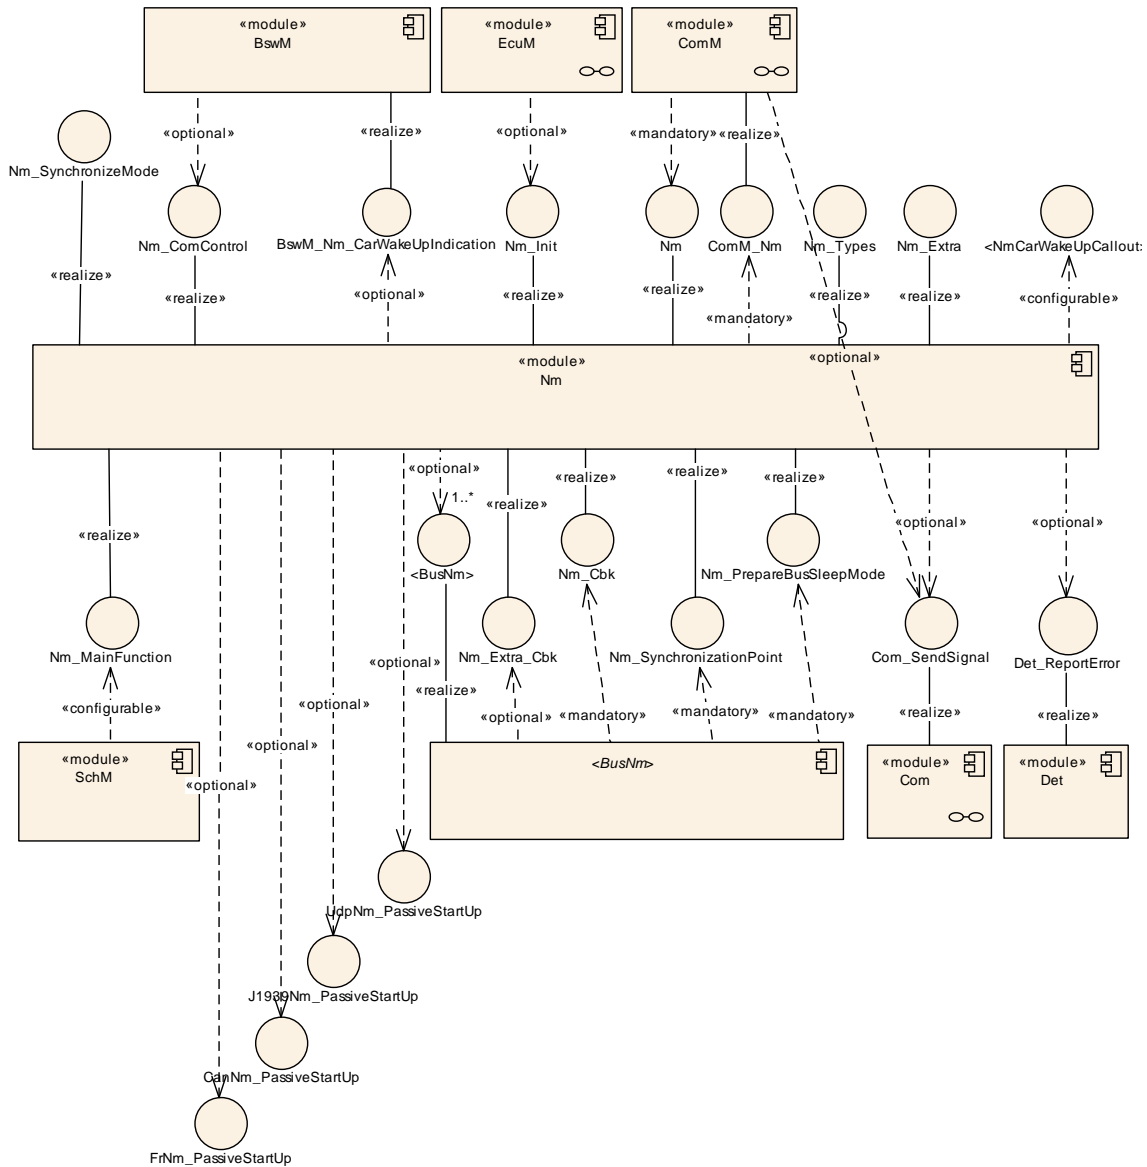 «module»
BswM
«module»
EcuM
«module»
ComM
«optional»
«realize»
«optional»
«mandatory»
«realize»
Nm_SynchronizeMode
Nm_ComControl
BswM_Nm_CarWakeUpIndication
Nm_Init
Nm
ComM_Nm
Nm_Types
Nm_Extra
<NmCarWakeUpCallout>
«realize»
«realize»
«optional»
«realize»
«realize»
«mandatory»
«realize»
«realize»
«configurable»
«optional»
«module»
Nm
«optional»
1..*
«realize»
«realize»
«realize»
«realize»
«realize»
«optional»
«optional»
<BusNm>
Nm_Cbk
Nm_PrepareBusSleepMode
Nm_MainFunction
Nm_Extra_Cbk
Nm_SynchronizationPoint
Com_SendSignal
Det_ReportError
«optional»
«realize»
«configurable»
«optional»
«optional»
«mandatory»
«mandatory»
«mandatory»
«realize»
«realize»
«optional»
«optional»
«module»
SchM
<BusNm>
«module»
Com
«module»
Det
UdpNm_PassiveStartUp
J1939Nm_PassiveStartUp
CanNm_PassiveStartUp
FrNm_PassiveStartUp